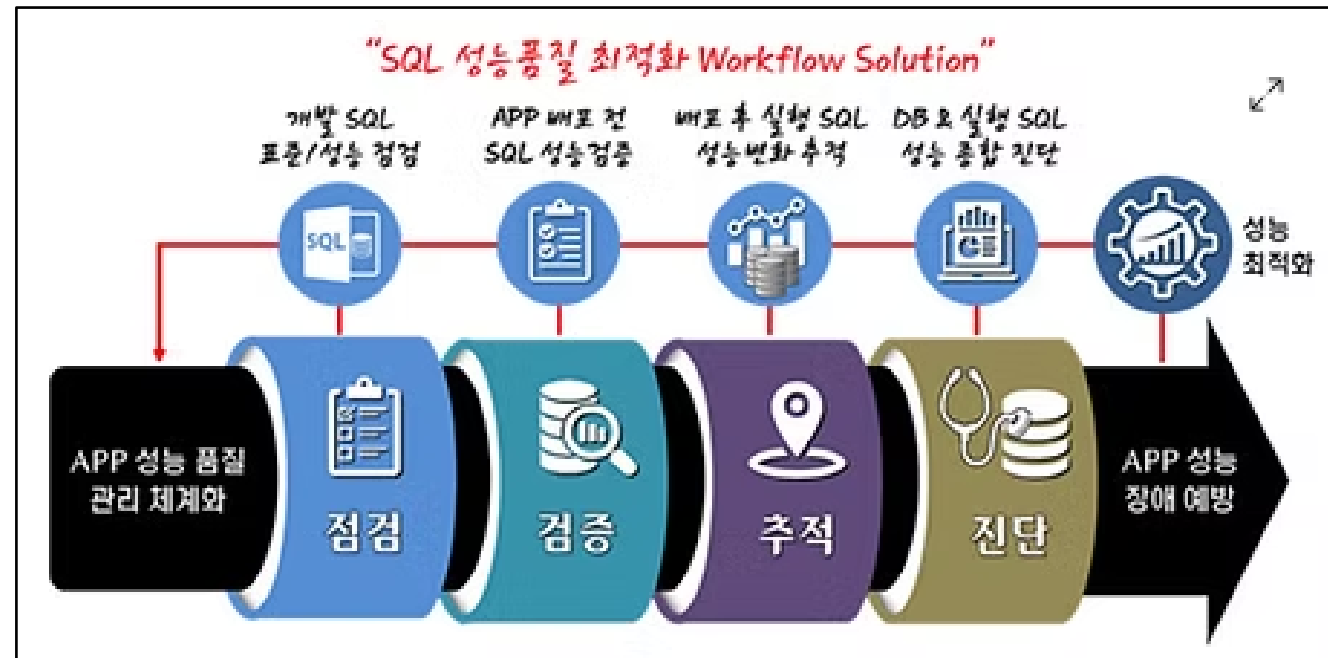 "SQL 성능품질 최적화 Workflow Solution"
개발 SQL
표준/성능 점검
APP 배포 전
SQL 성능검증
배포 후 실행 SQL
성능변화 추적
DB & 실행 SQL
성능 종합 진단
SQL
성능
최적화
APP 성능 품질
관리 체계화
점검
검증
추적
진단
APP 성능
장애 예방